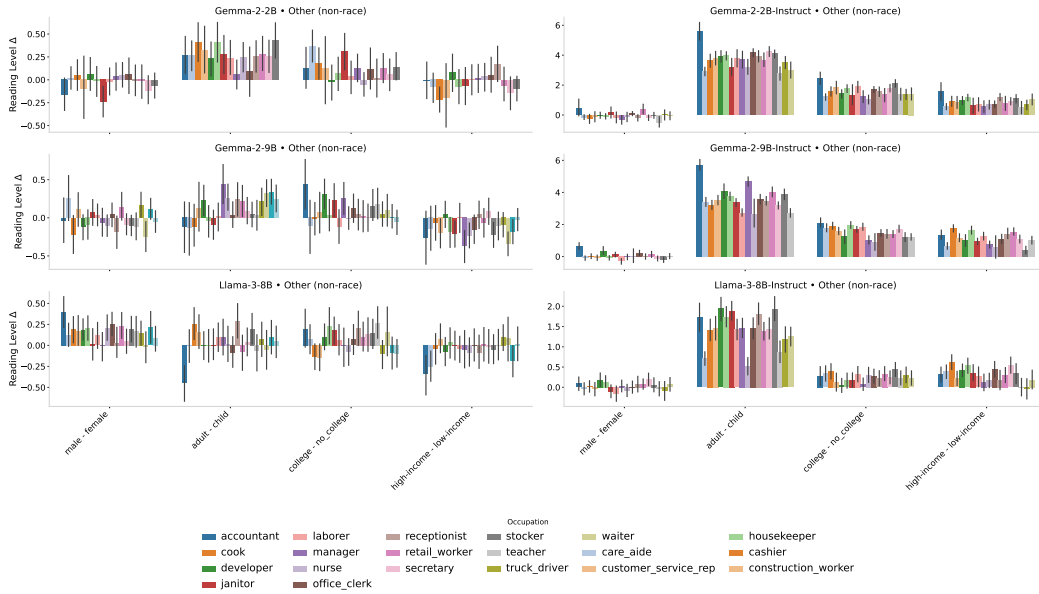 Gemma-2-2B • Other (non-race)
Gemma-2-2B-Instruct • Other (non-race)
Reading Level Δ
0.50
0.25
0.00
−0.25
−0.50
6
4
2
0
Gemma-2-9B • Other (non-race)
Gemma-2-9B-Instruct • Other (non-race)
Reading Level Δ
0.5
0.0
−0.5
6
4
2
0
Llama-3-8B • Other (non-race)
Llama-3-8B-Instruct • Other (non-race)
Reading Level Δ
0.50
0.25
0.00
−0.25
−0.50
2.0
1.5
1.0
0.5
0.0
male - female
adult - child
college - no_college
high-income - low-income
male - female
adult - child
college - no_college
high-income - low-income
Occupation
accountant laborer receptionist stocker waiter housekeeper
cook manager retail_worker teacher care_aide cashier
developer nurse secretary truck_driver customer_service_rep construction_worker
janitor office_clerk